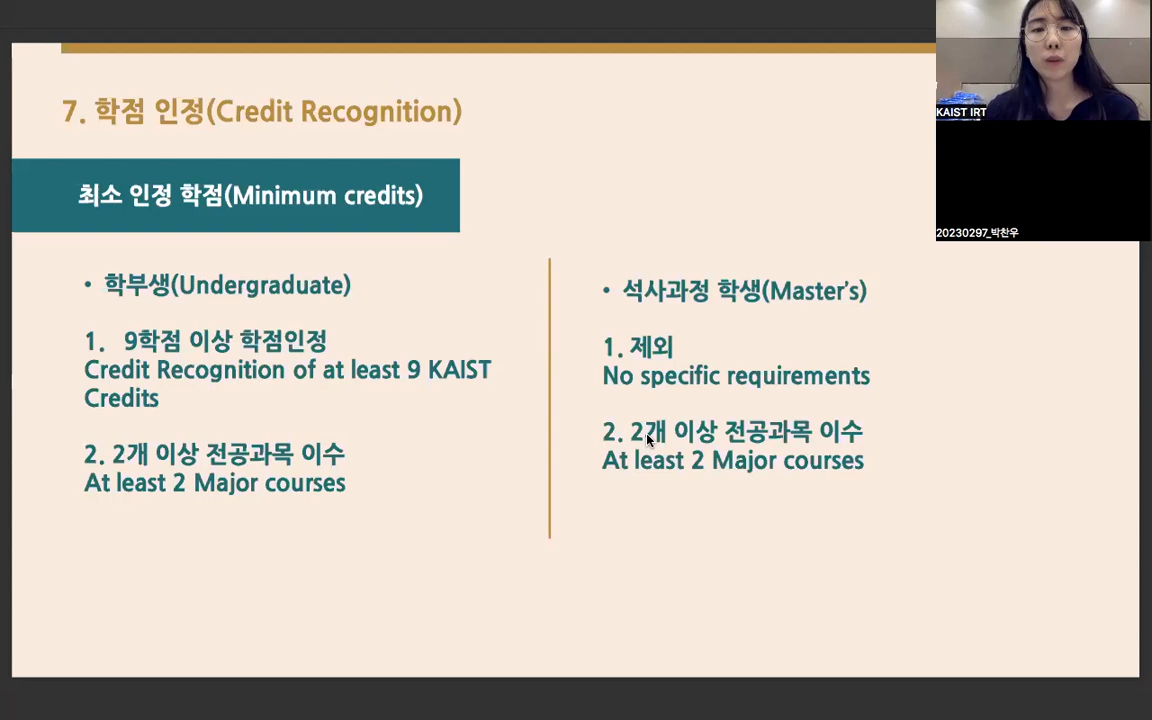 7. 학점 인정(Credit Recognition)
최소 인정 학점(Minimum credits)
• 학부생(Undergraduate)
1. 9학점 이상 학점인정
Credit Recognition of at least 9 KAIST
Credits
2. 2개 이상 전공과목 이수
At least 2 Major courses
• 석사과정 학생(Master's)
1. 제외
No specific requirements
2. 2개 이상 전공과목 이수
At least 2 Major courses
KAIST IRT
20230297_박찬우